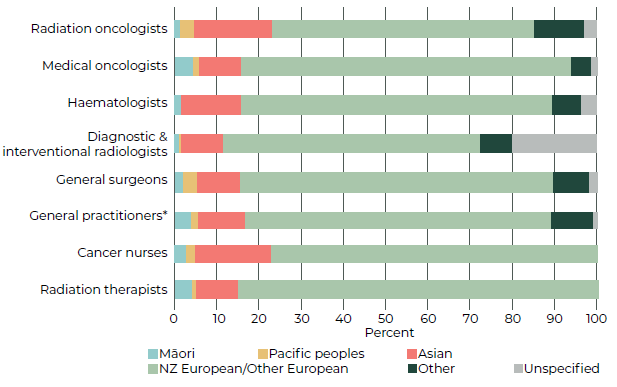 Radiation oncologists
Medical oncologists
Haematologists
Diagnostic &
interventional radiologists
General surgeons
General practitioners*
Cancer nurses
Radiation therapists
0 10 20 30 40 50 60 70 80 90 100
Percent
Māori Pacific peoples Asian
NZ European/Other European Other Unspecified